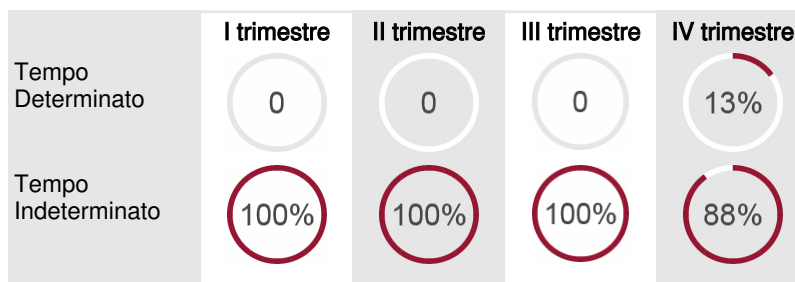 I trimestre II trimestre III trimestre IV trimestre
Tempo
Determinato
0 0 0 13%
Tempo
Indeterminato
100% 100% 100% 88%